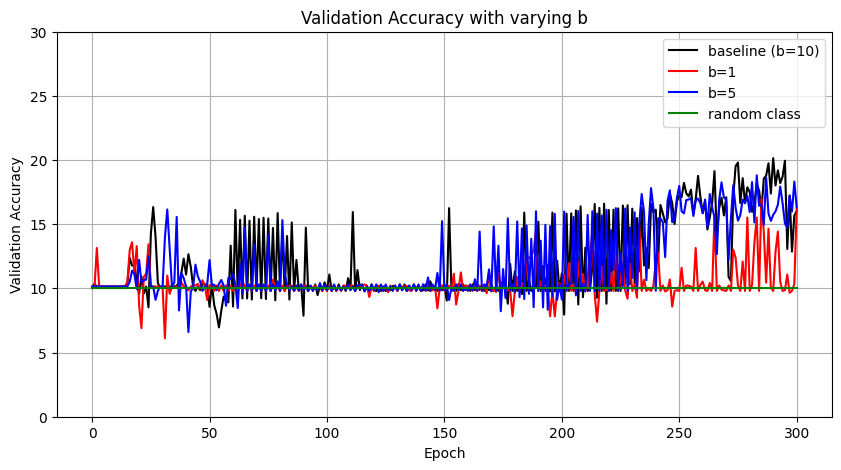 Validation Accuracy with varying b
30
25
20
15
10
5
0
Validation Accuracy
baseline (b=10)
b=1
b=5
random class
0 50 100 150 200 250 300
Epoch